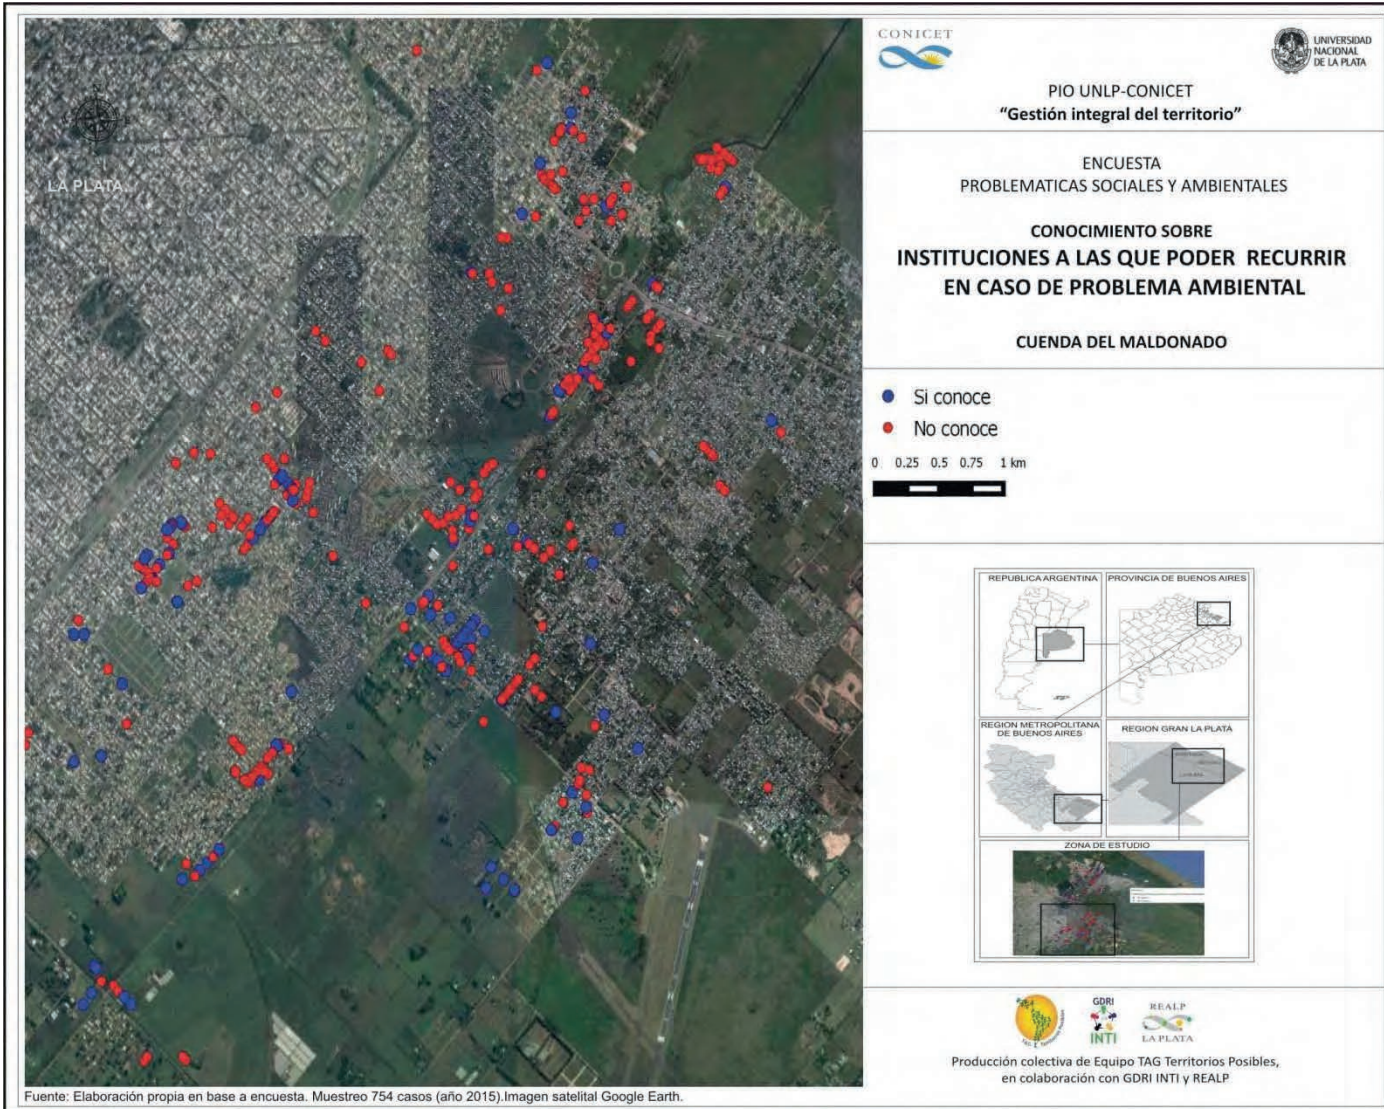 LA PLATA
CONICET
UNIVERSIDAD
NACIONAL
DE LA PLATA
PIO UNLP-CONICET
“Gestión integral del territorio”
ENCUESTA
PROBLEMATICAS SOCIALES Y AMBIENTALES
CONOCIMIENTO SOBRE
INSTITUCIONES A LAS QUE PODER RECURRIR
EN CASO DE PROBLEMA AMBIENTAL
CUENDA DEL MALDONADO
Si conoce
No conoce
0 0.25 0.5 0.75 1 km
REPUBLICA ARGENTINA
PROVINCIA DE BUENOS AIRES
REGION METROPOLITANA
DE BUENOS AIRES
REGION GRAN LA PLATA
ZONA DE ESTUDIO
TAG Territorios Posibles
GDRI
INTI
REALP
LA PLATA
Producción colectiva de Equipo TAG Territorios Posibles,
en colaboración con GDRI INTI y REALP
Fuente: Elaboración propia en base a encuesta. Muestreo 754 casos (año 2015).Imagen satelital Google Earth.